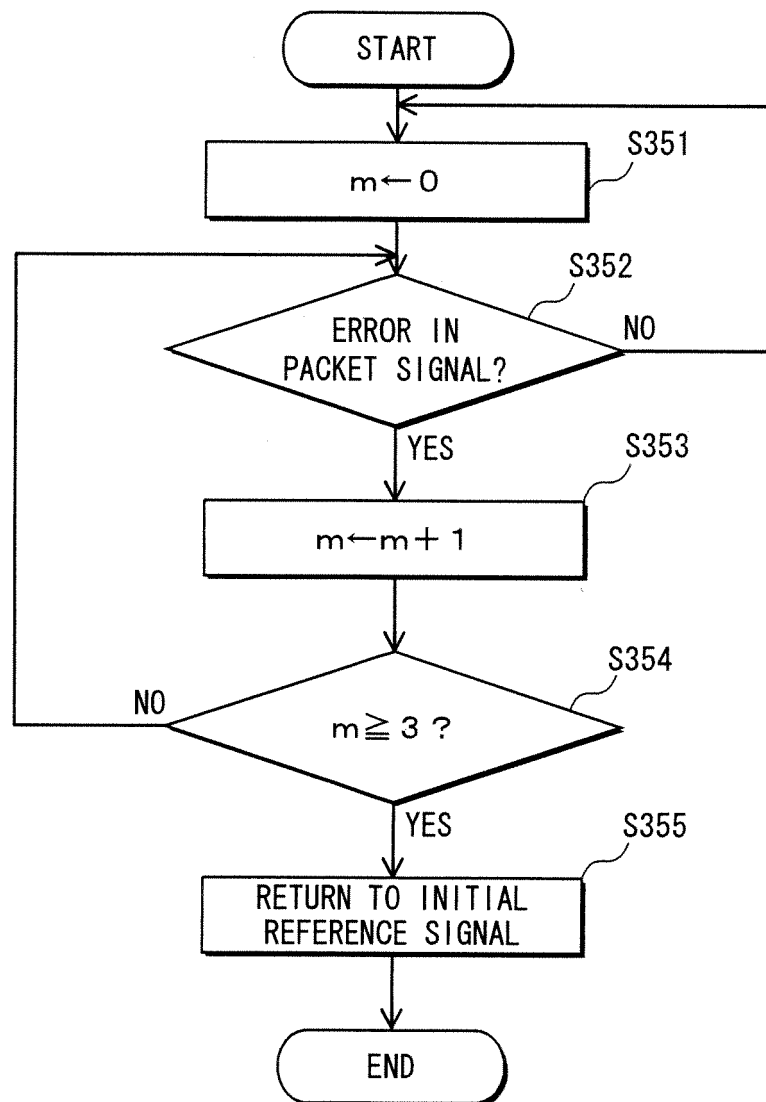 START
S351
m←0
S352
ERROR IN
PACKET SIGNAL?
NO
YES
S353
m←m+1
S354
NO
m≧3?
YES
S355
RETURN TO INITIAL
REFERENCE SIGNAL
END